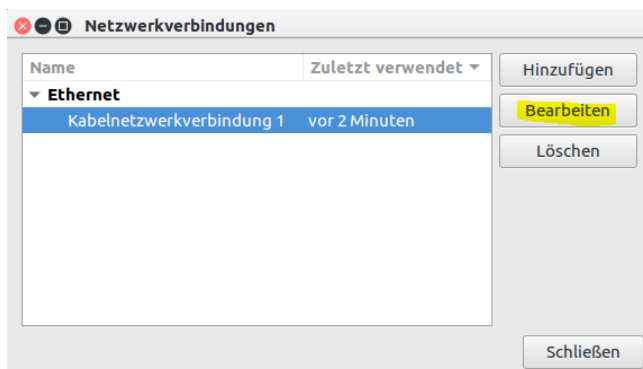 Netzwerkverbindungen
Name Zuletzt verwendet
Ethernet
Kabelnetzwerkverbindung 1 vor 2 Minuten
Hinzufügen
Bearbeiten
Löschen
Schließen